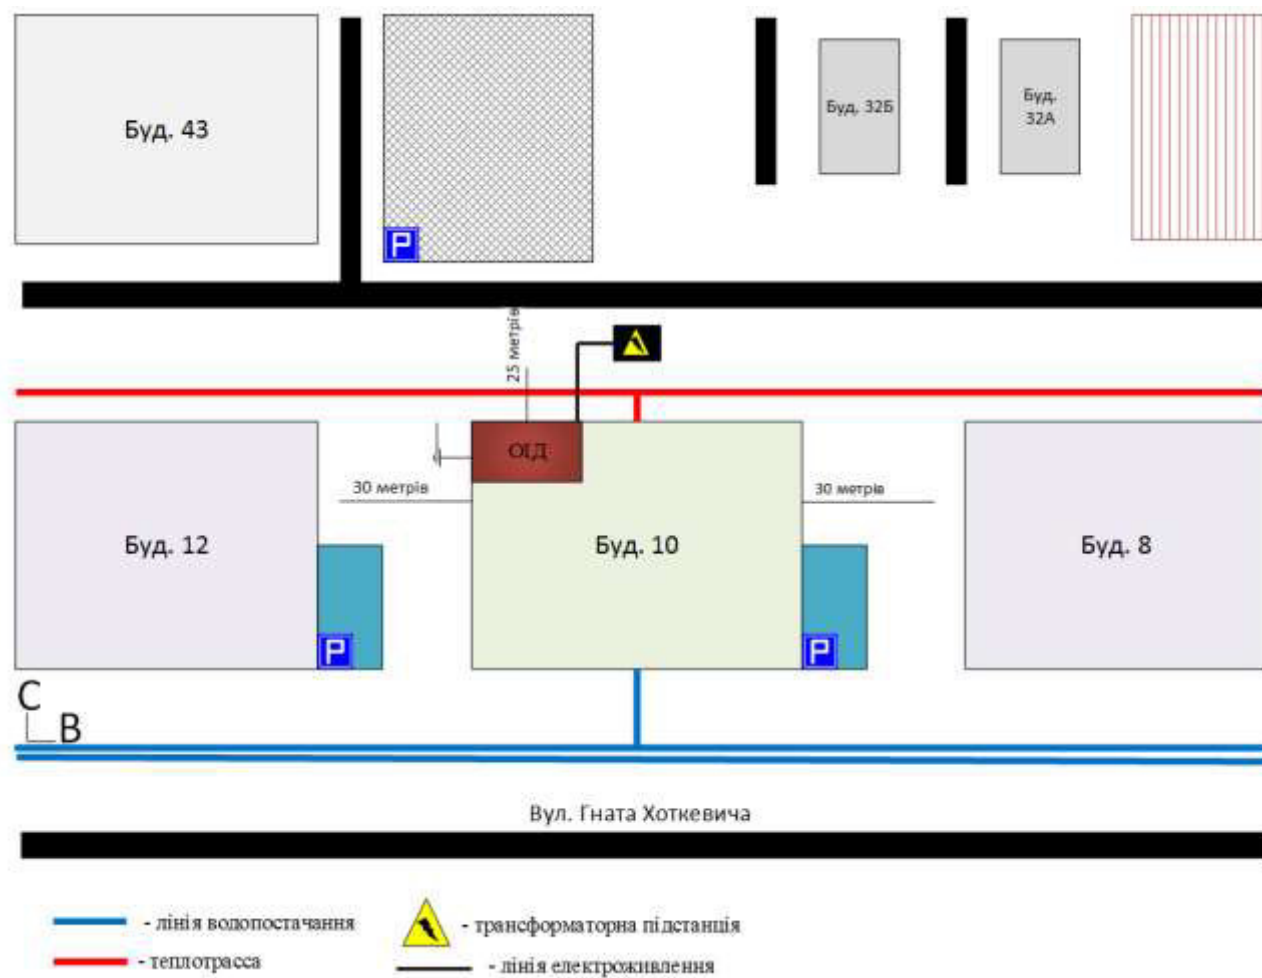 Буд. 43
P
Буд. 32Б
Буд.
32А
25 метрів
ОІД
30 метрів
30 метрів
Буд. 12
Буд. 10
Буд. 8
P
P
С
В
Вул. Гната Хоткевича
- лінія водопостачання
- трансформаторна підстанція
- теплотрасса
- лінія електроживлення